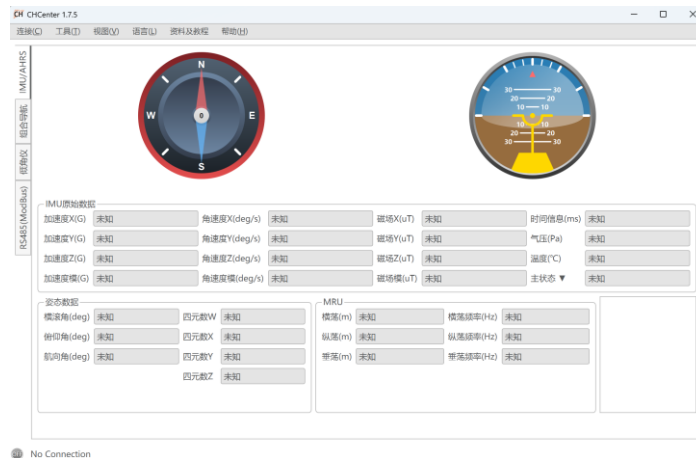 CH CHCenter 1.7.5
连接(C) 工具(T) 视图(V) 语言(L) 资料及教程 帮助(H)
IMU/AHRS
组合导航
倾角仪
RS485(ModBus)
N
W 0 E
S
30 30
20 20
10 10
10 10
20 20
30 30
IMU原始数据
加速度X(G) 未知 角速度X(deg/s) 未知 磁场X(uT) 未知 时间信息(ms) 未知
加速度Y(G) 未知 角速度Y(deg/s) 未知 磁场Y(uT) 未知 气压(Pa) 未知
加速度Z(G) 未知 角速度Z(deg/s) 未知 磁场Z(uT) 未知 温度(℃) 未知
加速度模(G) 未知 角速度模(deg/s) 未知 磁场模(uT) 未知 主状态 ▼ 未知
姿态数据 MRU
横滚角(deg) 未知 四元数W 未知 横荡(m) 未知 横荡频率(Hz) 未知
俯仰角(deg) 未知 四元数X 未知 纵荡(m) 未知 纵荡频率(Hz) 未知
航向角(deg) 未知 四元数Y 未知 垂荡(m) 未知 垂荡频率(Hz) 未知
四元数Z 未知
No Connection